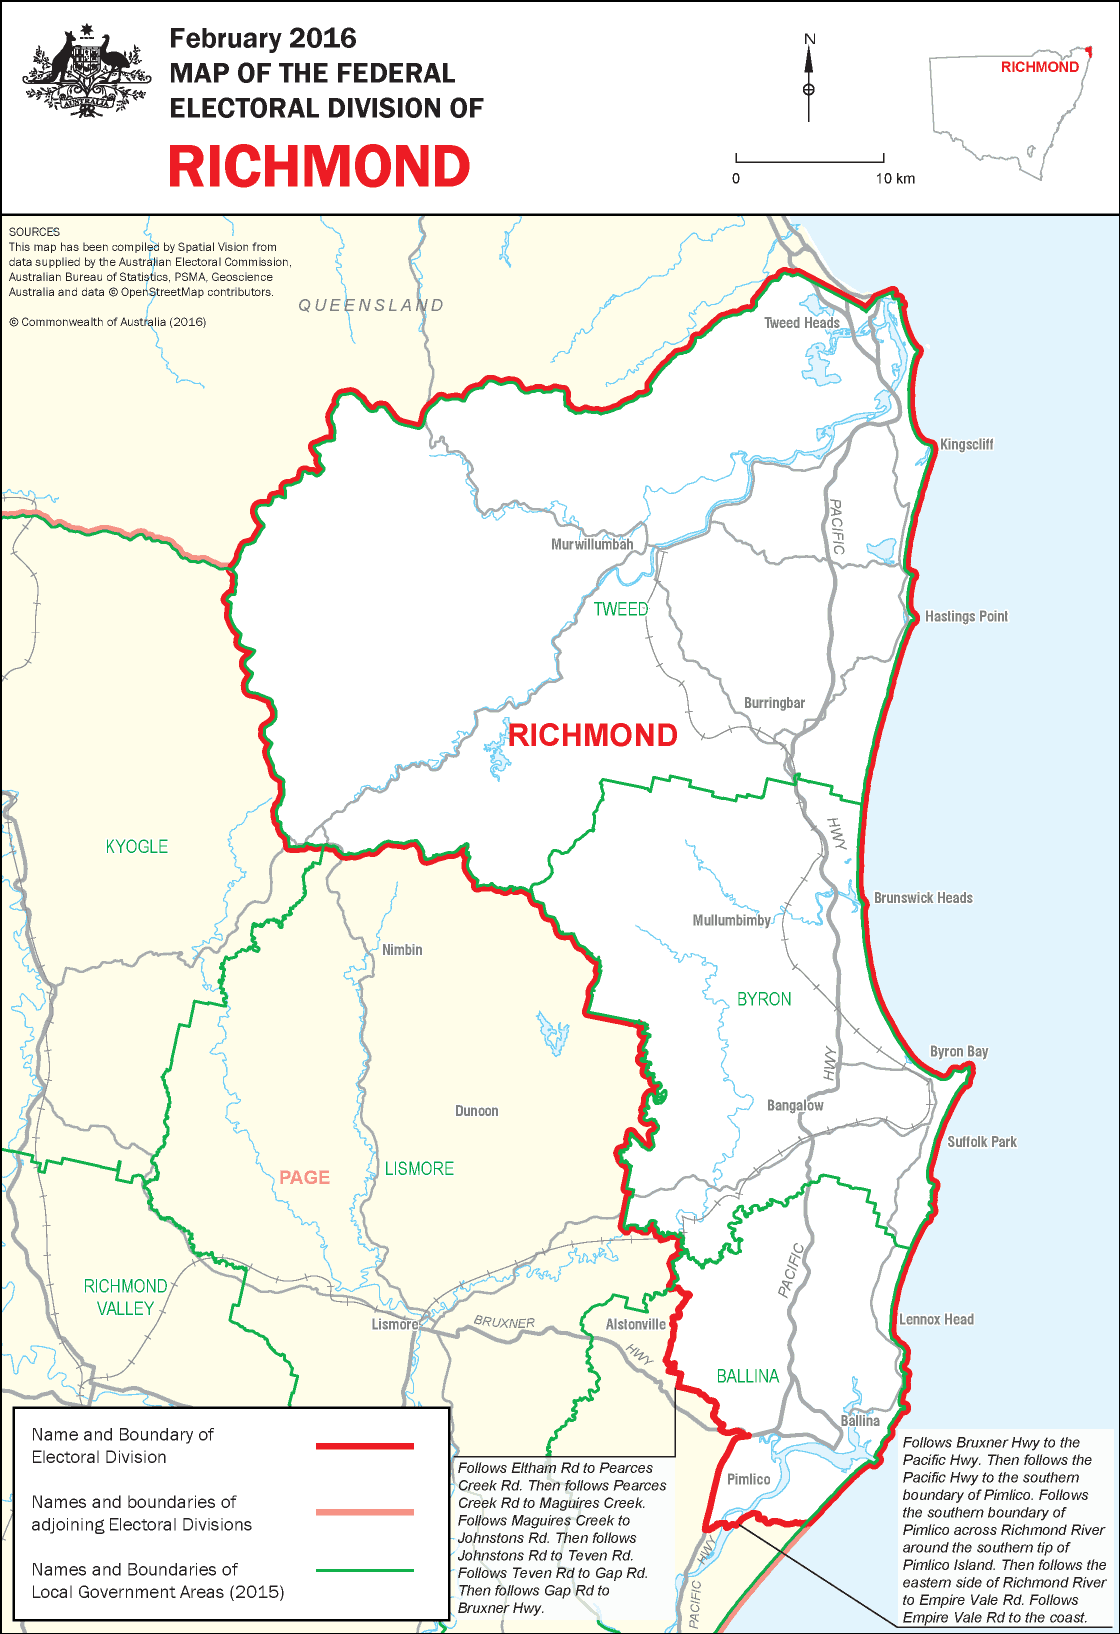 February 2016
MAP OF THE FEDERAL
ELECTORAL DIVISION OF
RICHMOND
AUSTRALIA
N
0
10 km
RICHMOND
SOURCES
This map has been compiled by Spatial Vision from
data supplied by the Australian Electoral Commission,
Australian Bureau of Statistics, PSMA, Geoscience
Australia and data © OpenStreetMap contributors.
© Commonwealth of Australia (2016)
QUEENSLAND
Tweed Heads
Kingscliff
PACIFIC
Murwillumbah
TWEED
Hastings Point
Burringbar
RICHMOND
HWY
KYOGLE
Brunswick Heads
Mullumbimby
Nimbin
BYRON
Byron Bay
HWY
Bangalow
Dunoon
Suffolk Park
LISMORE
PAGE
PACIFIC
RICHMOND
VALLEY
Lismore
BRUXNER
Alstonville
Lennox Head
HWY
BALLINA
Ballina
Pimlico
HWY
PACIFIC
Name and Boundary of
Electoral Division
Names and boundaries of
adjoining Electoral Divisions
Names and Boundaries of
Local Government Areas (2015)
Follows Eltham Rd to Pearces
Creek Rd. Then follows Pearces
Creek Rd to Maguires Creek.
Follows Maguires Creek to
Johnstons Rd. Then follows
Johnstons Rd to Teven Rd.
Follows Teven Rd to Gap Rd.
Then follows Gap Rd to
Bruxner Hwy.
Follows Bruxner Hwy to the
Pacific Hwy. Then follows the
Pacific Hwy to the southern
boundary of Pimlico. Follows
the southern boundary of
Pimlico across Richmond River
around the southern tip of
Pimlico Island. Then follows the
eastern side of Richmond River
to Empire Vale Rd. Follows
Empire Vale Rd to the coast.